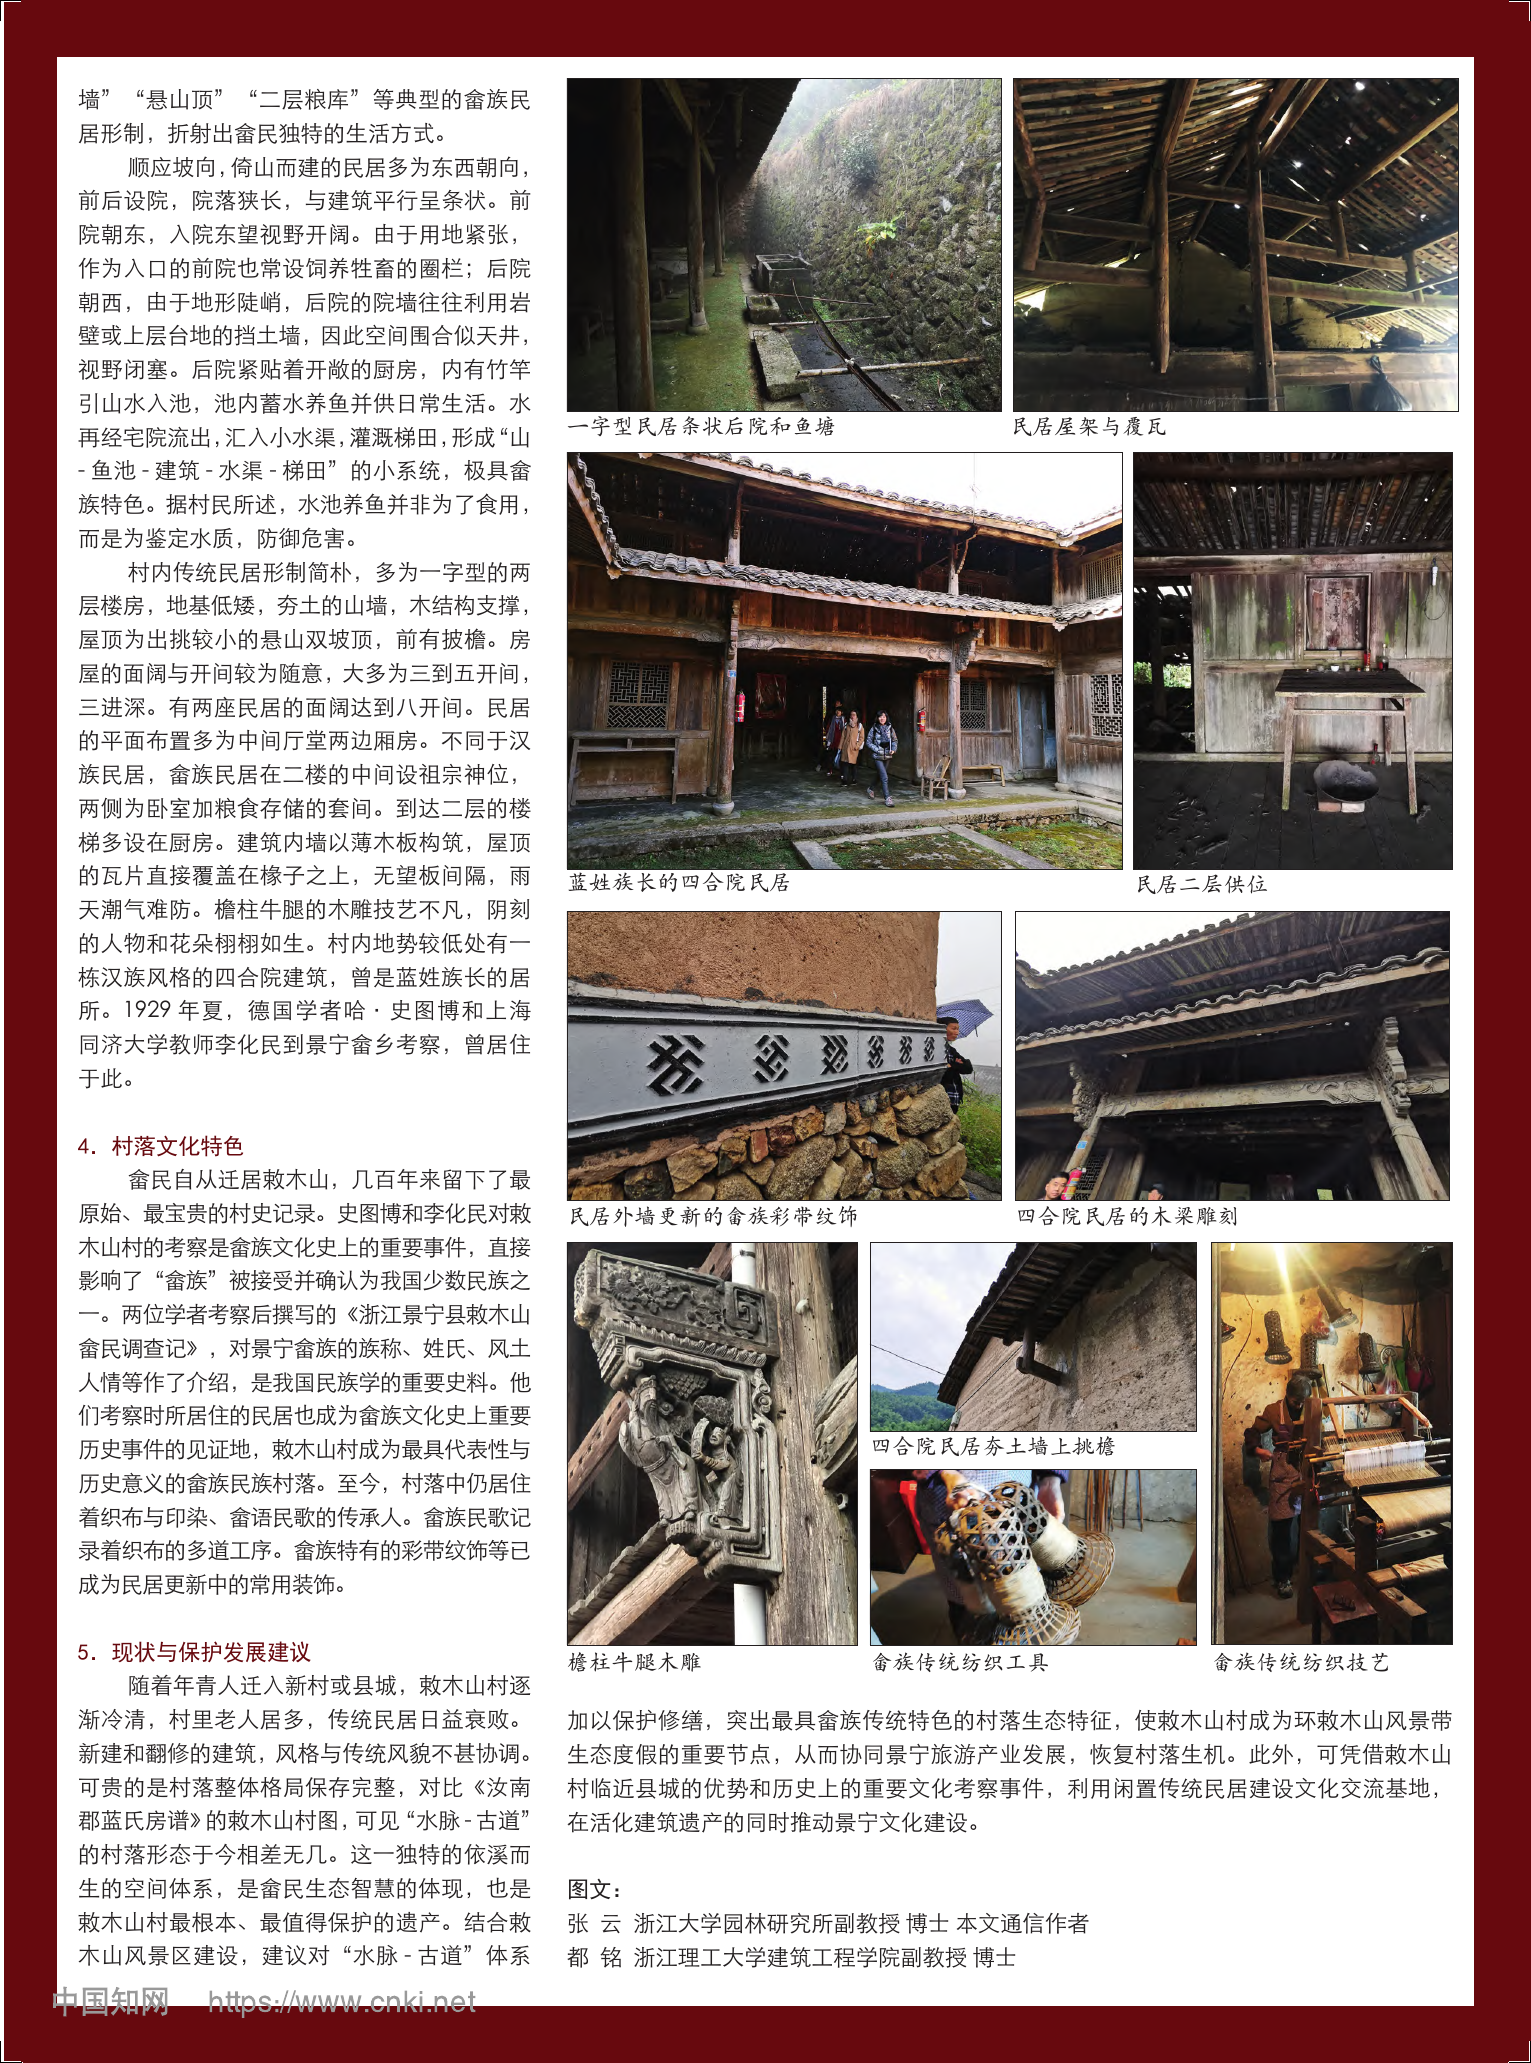 墙”“悬山顶”“二层粮库”等典型的畲族民
居形制，折射出畲民独特的生活方式。
顺应坡向，倚山而建的民居多为东西朝向，
前后设院，院落狭长，与建筑平行呈条状。前
院朝东，入院东望视野开阔。由于用地紧张，
作为入口的前院也常设饲养牲畜的圈栏；后院
朝西，由于地形陡峭，后院的院墙往往利用岩
壁或上层台地的挡土墙，因此空间围合似天井，
视野闭塞。后院紧贴着开敞的厨房，内有竹竿
引山水入池，池内蓄水养鱼并供日常生活。水
再经宅院流出，汇入小水渠，灌溉梯田，形成“山
-鱼池-建筑-水渠-梯田”的小系统，极具畲
族特色。据村民所述，水池养鱼并非为了食用，
而是为鉴定水质，防御危害。
村内传统民居形制简朴，多为一字型的两
层楼房，地基低矮，夯土的山墙，木结构支撑，
屋顶为出挑较小的悬山双坡顶，前有披檐。房
屋的面阔与开间较为随意，大多为三到五开间，
三进深。有两座民居的面阔达到八开间。民居
的平面布置多为中间厅堂两边厢房。不同于汉
族民居，畲族民居在二楼的中间设祖宗神位，
两侧为卧室加粮食存储的套间。到达二层的楼
梯多设在厨房。建筑内墙以薄木板构筑，屋顶
的瓦片直接覆盖在椽子之上，无望板间隔，雨
天潮气难防。檐柱牛腿的木雕技艺不凡，阴刻
的人物和花朵栩栩如生。村内地势较低处有一
栋汉族风格的四合院建筑，曾是蓝姓族长的居
所。1929 年夏，德国学者哈·史图博和上海
同济大学教师李化民到景宁畲乡考察，曾居住
于此。
4．村落文化特色
畲民自从迁居敕木山，几百年来留下了最
原始、最宝贵的村史记录。史图博和李化民对敕
木山村的考察是畲族文化史上的重要事件，直接
影响了“畲族”被接受并确认为我国少数民族之
一。两位学者考察后撰写的《浙江景宁县敕木山
畲民调查记》，对景宁畲族的族称、姓氏、风土
人情等作了介绍，是我国民族学的重要史料。他
们考察时所居住的民居也成为畲族文化史上重要
历史事件的见证地，敕木山村成为最具代表性与
历史意义的畲族民族村落。至今，村落中仍居住
着织布与印染、畲语民歌的传承人。畲族民歌记
录着织布的多道工序。畲族特有的彩带纹饰等已
成为民居更新中的常用装饰。
5．现状与保护发展建议
随着年青人迁入新村或县城，敕木山村逐
渐冷清，村里老人居多，传统民居日益衰败。
新建和翻修的建筑，风格与传统风貌不甚协调。
可贵的是村落整体格局保存完整，对比《汝南
郡蓝氏房谱》的敕木山村图，可见“水脉-古道”
的村落形态于今相差无几。这一独特的依溪而
生的空间体系，是畲民生态智慧的体现，也是
敕木山村最根本、最值得保护的遗产。结合敕
木山风景区建设，建议对“水脉-古道”体系
一字型民居条状后院和鱼塘
民居屋架与覆瓦
蓝姓族长的四合院民居
民居二层供位
民居外墙更新的畲族彩带纹饰
四合院民居的木梁雕刻
檐柱牛腿木雕
四合院民居夯土墙上挑檐
畲族传统纺织工具
畲族传统纺织技艺
加以保护修缮，突出最具畲族传统特色的村落生态特征，使敕木山村成为环敕木山风景带
生态度假的重要节点，从而协同景宁旅游产业发展，恢复村落生机。此外，可凭借敕木山
村临近县城的优势和历史上的重要文化考察事件，利用闲置传统民居建设文化交流基地，
在活化建筑遗产的同时推动景宁文化建设。
图文：
张 云 浙江大学园林研究所副教授 博士 本文通信作者
都 铭 浙江理工大学建筑工程学院副教授 博士
中国知网 https://www.cnki.net